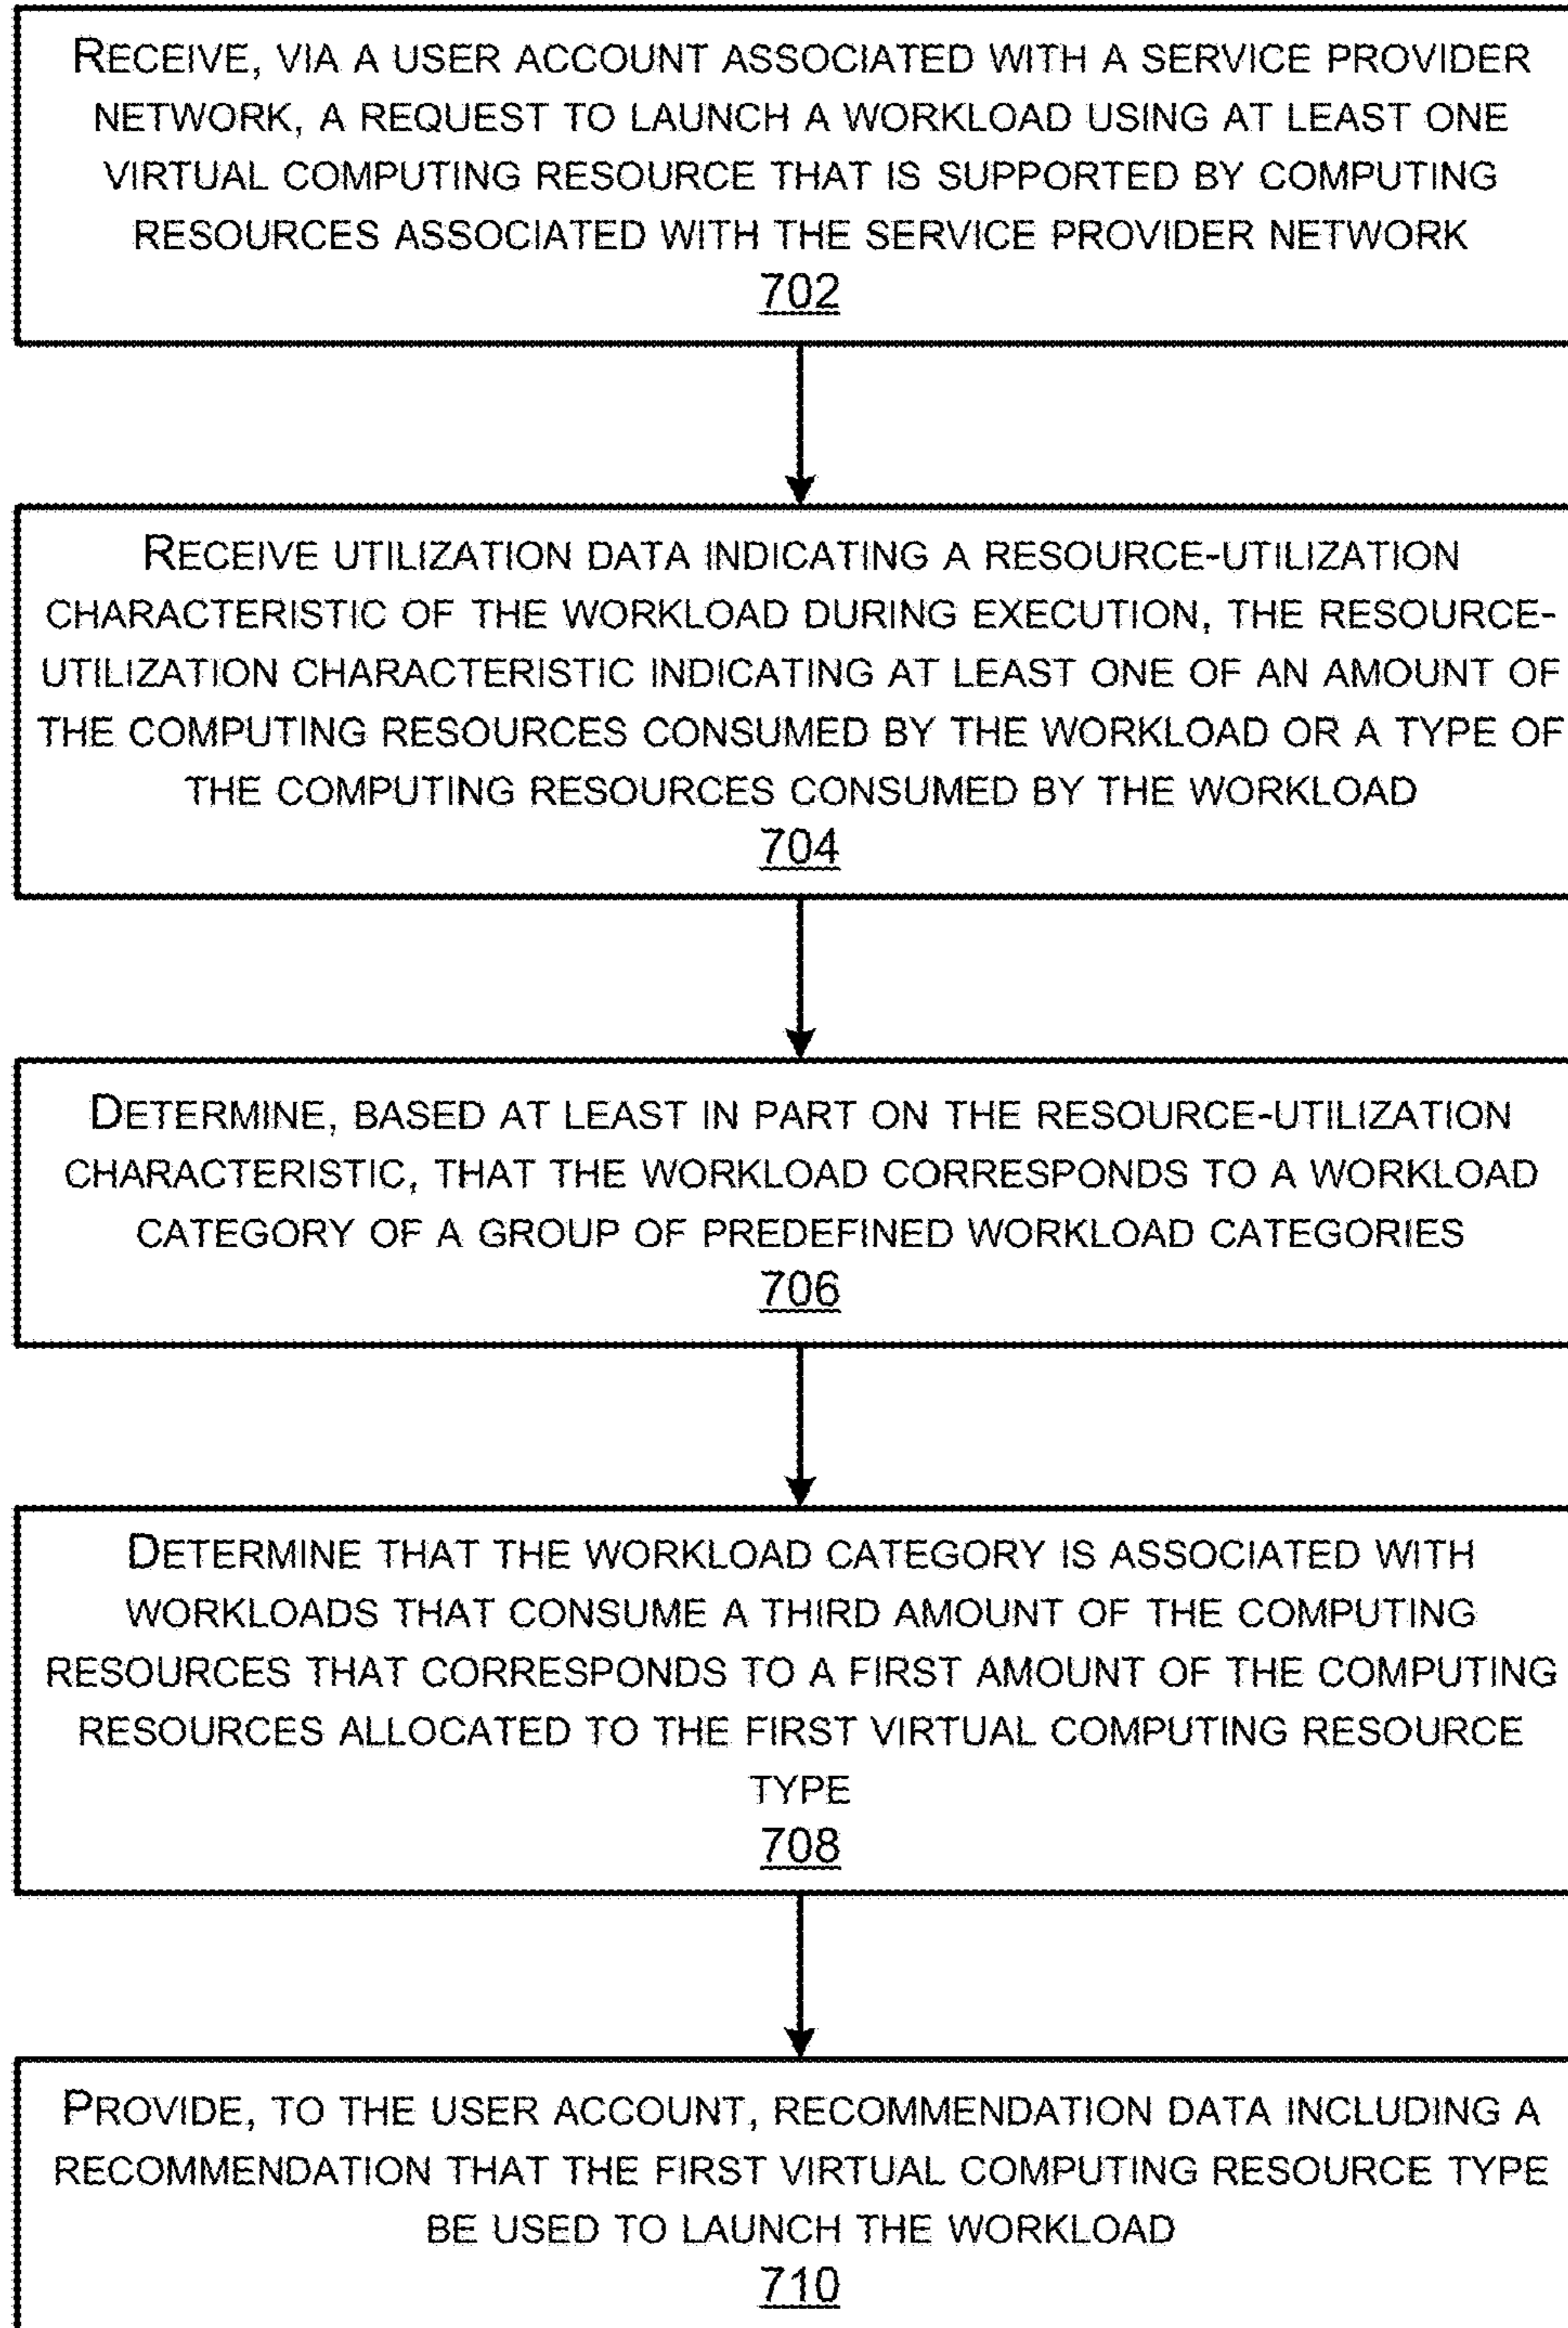 RECEIVE, VIA A USER ACCOUNT ASSOCIATED WITH A SERVICE PROVIDER
NETWORK, A REQUEST TO LAUNCH A WORKLOAD USING AT LEAST ONE
VIRTUAL COMPUTING RESOURCE THAT IS SUPPORTED BY COMPUTING
RESOURCES ASSOCIATED WITH THE SERVICE PROVIDER NETWORK
702
RECEIVE UTILIZATION DATA INDICATING A RESOURCE-UTILIZATION
CHARACTERISTIC OF THE WORKLOAD DURING EXECUTION, THE RESOURCE-
UTILIZATION CHARACTERISTIC INDICATING AT LEAST ONE OF AN AMOUNT OF
THE COMPUTING RESOURCES CONSUMED BY THE WORKLOAD OR A TYPE OF
THE COMPUTING RESOURCES CONSUMED BY THE WORKLOAD
704
DETERMINE, BASED AT LEAST IN PART ON THE RESOURCE-UTILIZATION
CHARACTERISTIC, THAT THE WORKLOAD CORRESPONDS TO A WORKLOAD
CATEGORY OF A GROUP OF PREDEFINED WORKLOAD CATEGORIES
706
DETERMINE THAT THE WORKLOAD CATEGORY IS ASSOCIATED WITH
WORKLOADS THAT CONSUME A THIRD AMOUNT OF THE COMPUTING
RESOURCES THAT CORRESPONDS TO A FIRST AMOUNT OF THE COMPUTING
RESOURCES ALLOCATED TO THE FIRST VIRTUAL COMPUTING RESOURCE
TYPE
708
PROVIDE, TO THE USER ACCOUNT, RECOMMENDATION DATA INCLUDING A
RECOMMENDATION THAT THE FIRST VIRTUAL COMPUTING RESOURCE TYPE
BE USED TO LAUNCH THE WORKLOAD
710